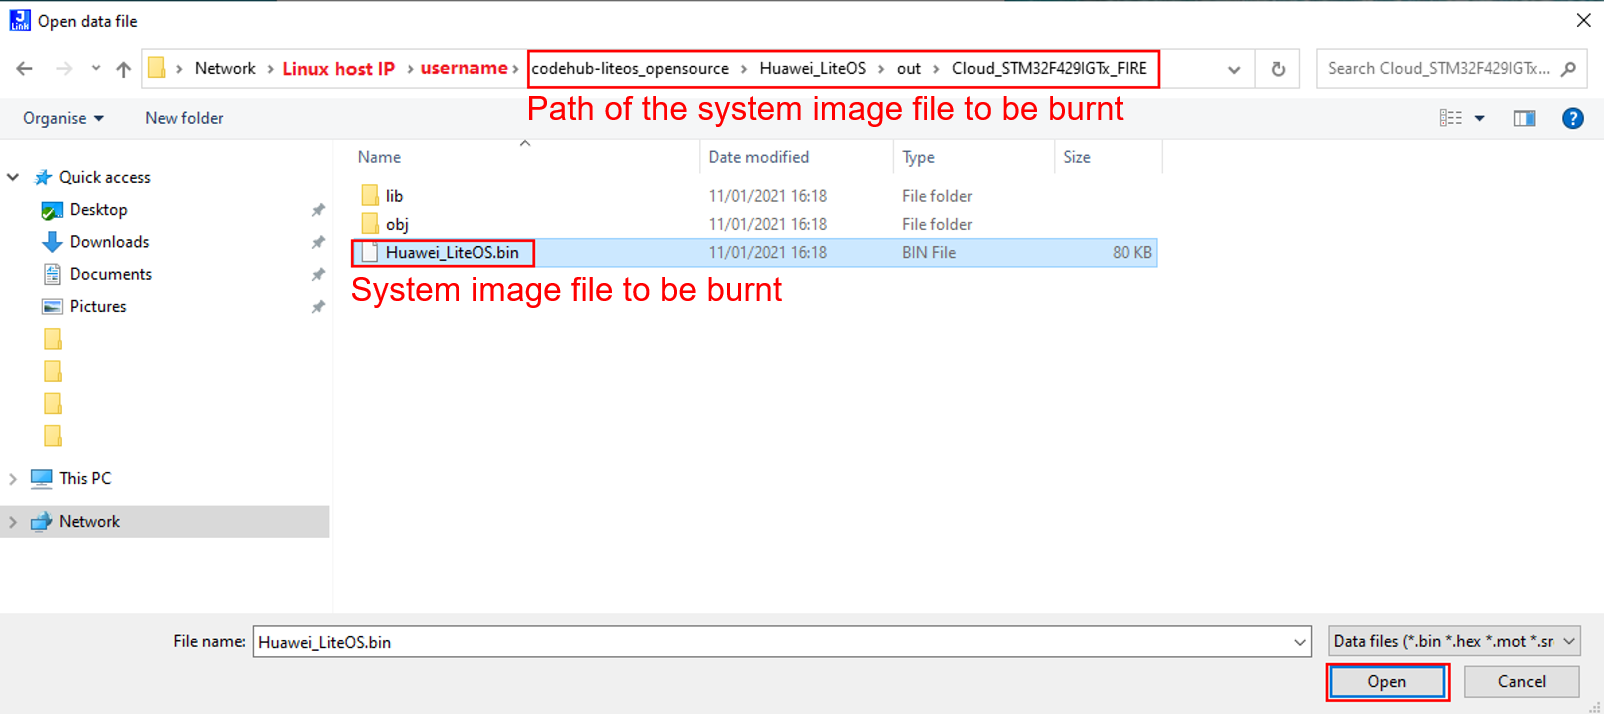 Open data file
Network > Linux host IP > username > codehub-liteos_opensource > Huawei_LiteOS > out > Cloud_STM32F429IGTx_FIRE
Search Cloud_STM32F429IGTx...
Path of the system image file to be burnt
Organise New folder
Name Date modified Type Size
Quick access
Desktop
Downloads
Documents
Pictures
This PC
Network
lib 11/01/2021 16:18 File folder
obj 11/01/2021 16:18 File folder
Huawei_LiteOS.bin 11/01/2021 16:18 BIN File 80 KB
System image file to be burnt
File name: Huawei_LiteOS.bin Data files (*.bin *.hex *.mot *.sr
Open Cancel